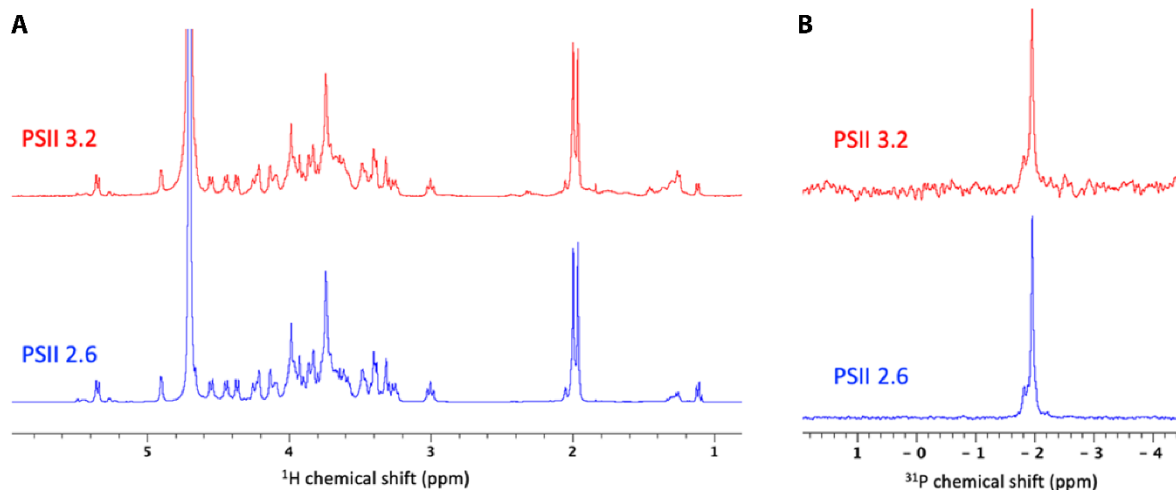 A
PSII 3.2
PSII 2.6
5 4 3 2 1
¹H chemical shift (ppm)
B
PSII 3.2
PSII 2.6
1 - 0 - 1 - 2 - 3 - 4
³¹P chemical shift (ppm)